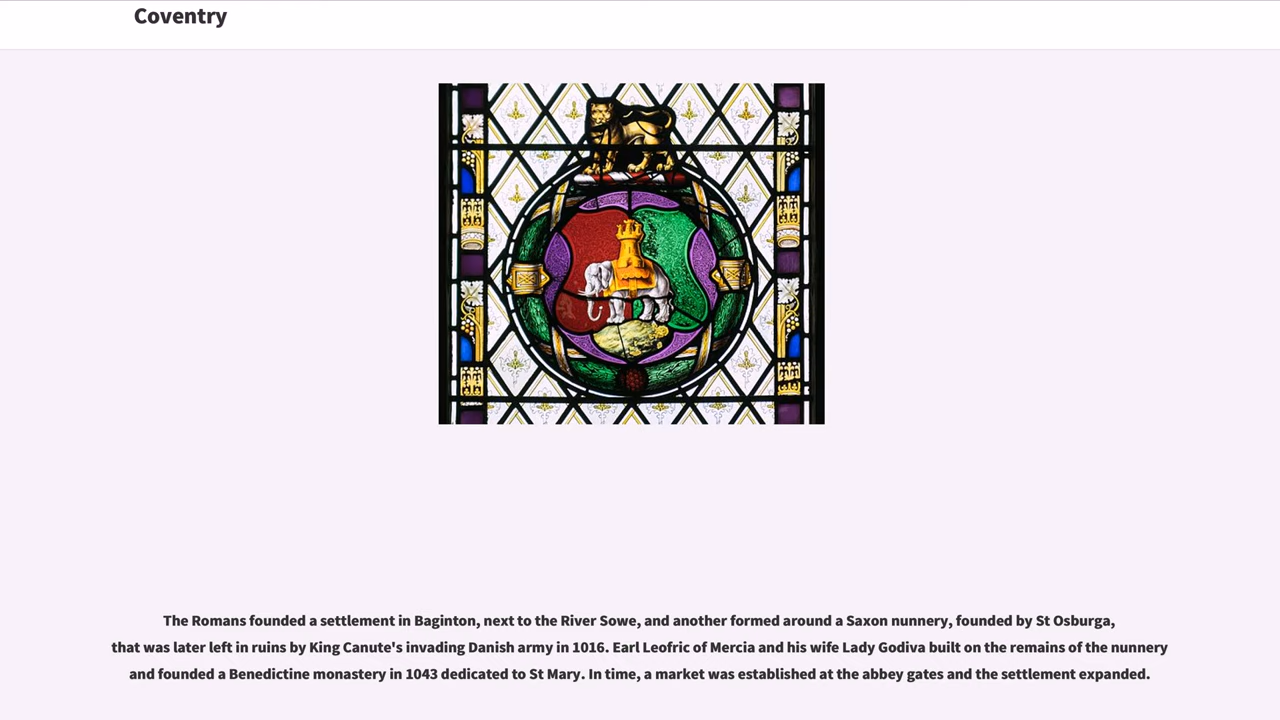 Coventry
The Romans founded a settlement in Baginton, next to the River Sowe, and another formed around a Saxon nunnery, founded by St Osburga,
that was later left in ruins by King Canute's invading Danish army in 1016. Earl Leofric of Mercia and his wife Lady Godiva built on the remains of the nunnery
and founded a Benedictine monastery in 1043 dedicated to St Mary. In time, a market was established at the abbey gates and the settlement expanded.